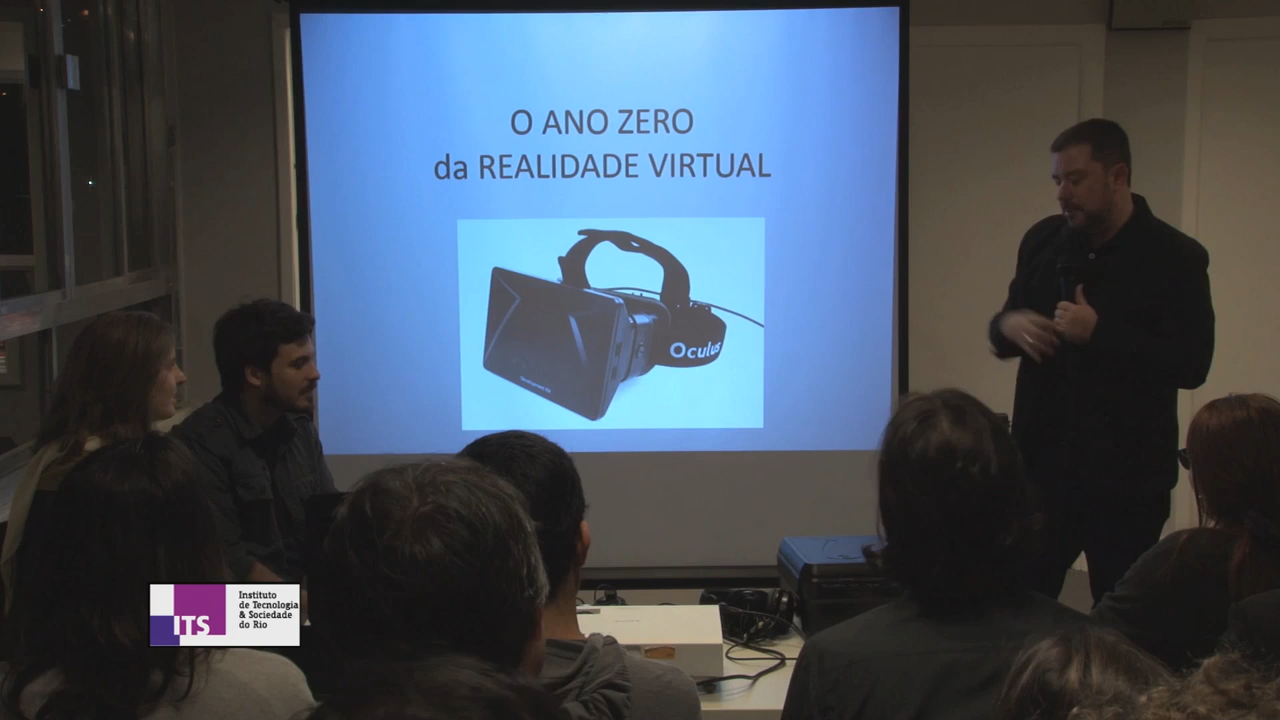 O ANO ZERO
da REALIDADE VIRTUAL
Oculus
ITS
Instituto
de Tecnologia
& Sociedade
do Rio